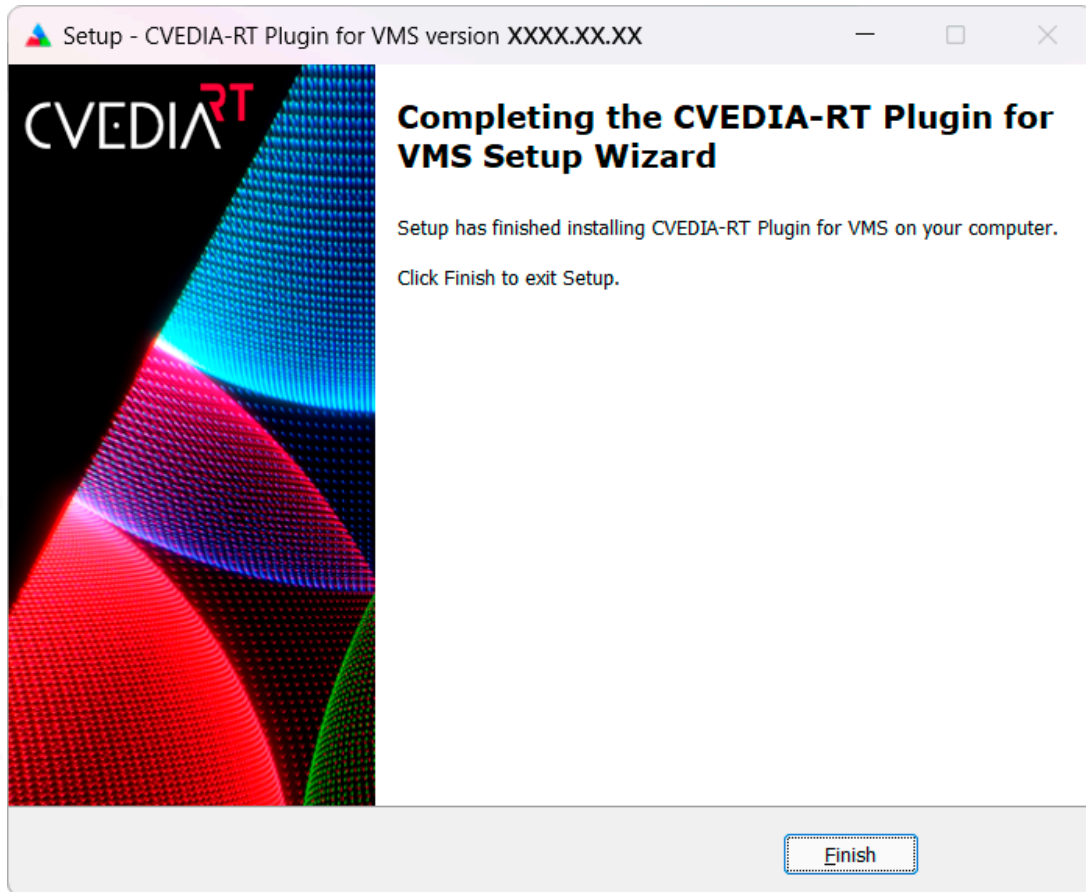 Setup - CVEDIA-RT Plugin for VMS version XXXX.XX.XX
CVEDIA RT
Completing the CVEDIA-RT Plugin for
VMS Setup Wizard
Setup has finished installing CVEDIA-RT Plugin for VMS on your computer.
Click Finish to exit Setup.
Finish